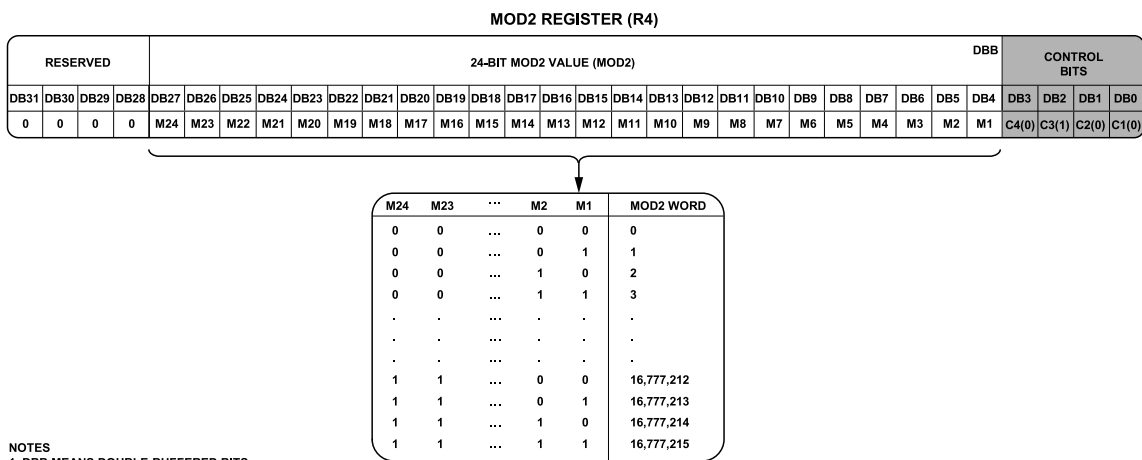 MOD2 REGISTER (R4)
RESERVED
24-BIT MOD2 VALUE (MOD2)
DBB
CONTROL
BITS
DB31 DB30 DB29 DB28 DB27 DB26 DB25 DB24 DB23 DB22 DB21 DB20 DB19 DB18 DB17 DB16 DB15 DB14 DB13 DB12 DB11 DB10 DB9 DB8 DB7 DB6 DB5 DB4 DB3 DB2 DB1 DB0
0 0 0 0 M24 M23 M22 M21 M20 M19 M18 M17 M16 M15 M14 M13 M12 M11 M10 M9 M8 M7 M6 M5 M4 M3 M2 M1 C4(0) C3(1) C2(0) C1(0)
M24 M23 ... M2 M1 MOD2 WORD
0 0 ... 0 0 0
0 0 ... 0 1 1
0 0 ... 1 0 2
0 0 ... 1 1 3
. . ... . . .
. . ... . . .
. . ... . . .
1 1 ... 0 0 16,777,212
1 1 ... 0 1 16,777,213
1 1 ... 1 0 16,777,214
1 1 ... 1 1 16,777,215
NOTES